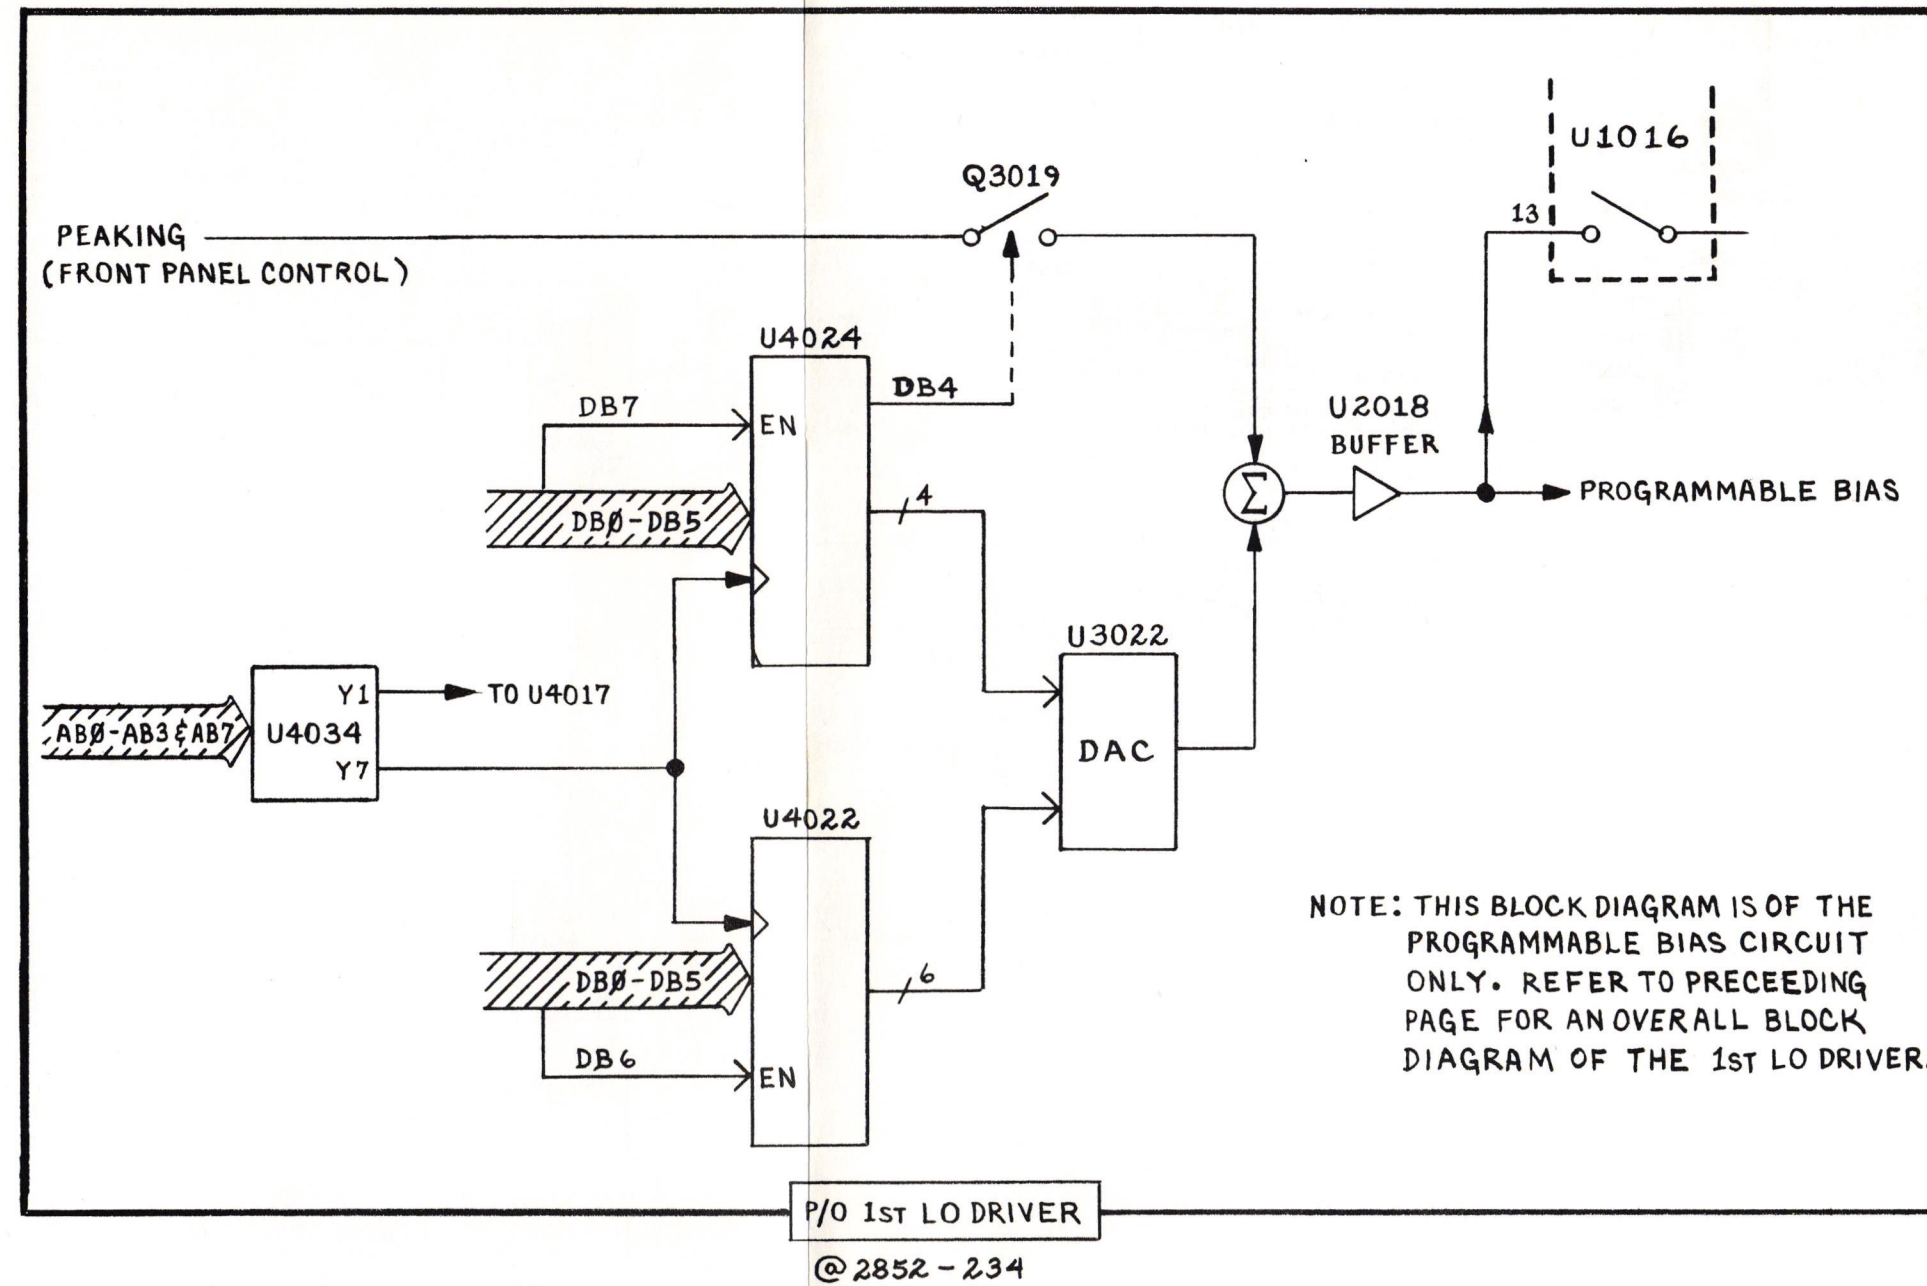 U1016
Q3019
13
PEAKING
(FRONT PANEL CONTROL)
U4024
DB4
DB7
EN
U2018
BUFFER
4
DBØ-DB5
Σ
PROGRAMMABLE BIAS
U3022
Y1
TO U4017
ABØ-AB3 & AB7
U4034
DAC
Y7
U4022
NOTE: THIS BLOCK DIAGRAM IS OF THE
PROGRAMMABLE BIAS CIRCUIT
ONLY. REFER TO PRECEEDING
PAGE FOR AN OVERALL BLOCK
DIAGRAM OF THE 1ST LO DRIVER.
DBØ-DB5
6
DB6
EN
P/O 1ST LO DRIVER
@ 2852-234